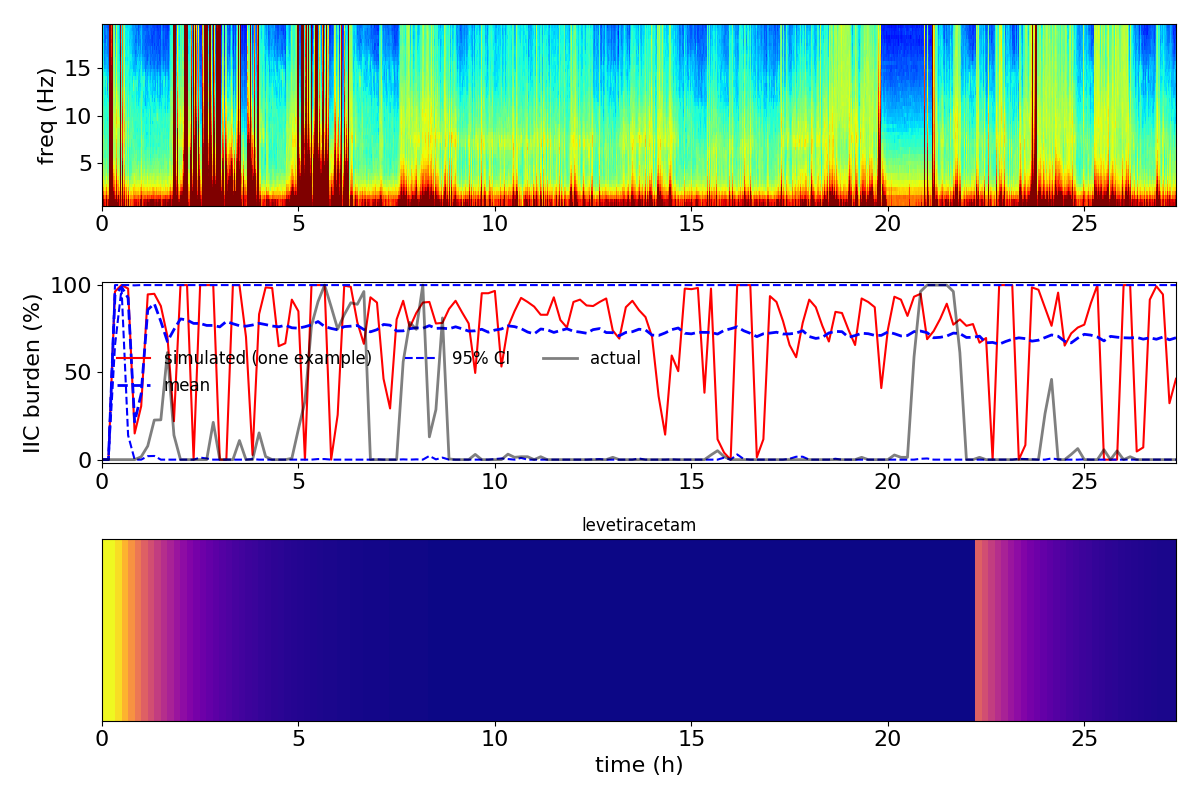 freq (Hz)
15
10
5
0 5 10 15 20 25
IIC burden (%)
100
50
0
simulated (one example) 95% CI actual
mean
0 5 10 15 20 25
levetiracetam
0 5 10 15 20 25
time (h)